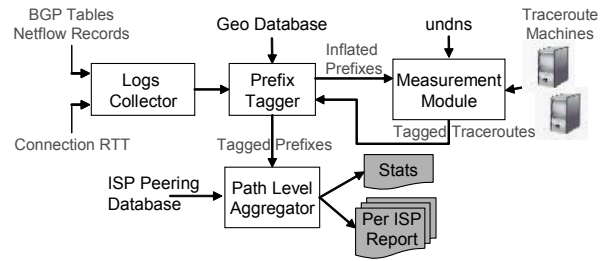 BGP Tables
Netflow Records
Geo Database
undns
Traceroute
Machines
Inflated
Prefixes
Logs
Collector
Prefix
Tagger
Measurement
Module
Connection RTT
Tagged Prefixes
Tagged Traceroutes
ISP Peering
Database
Path Level
Aggregator
Stats
Per ISP
Report